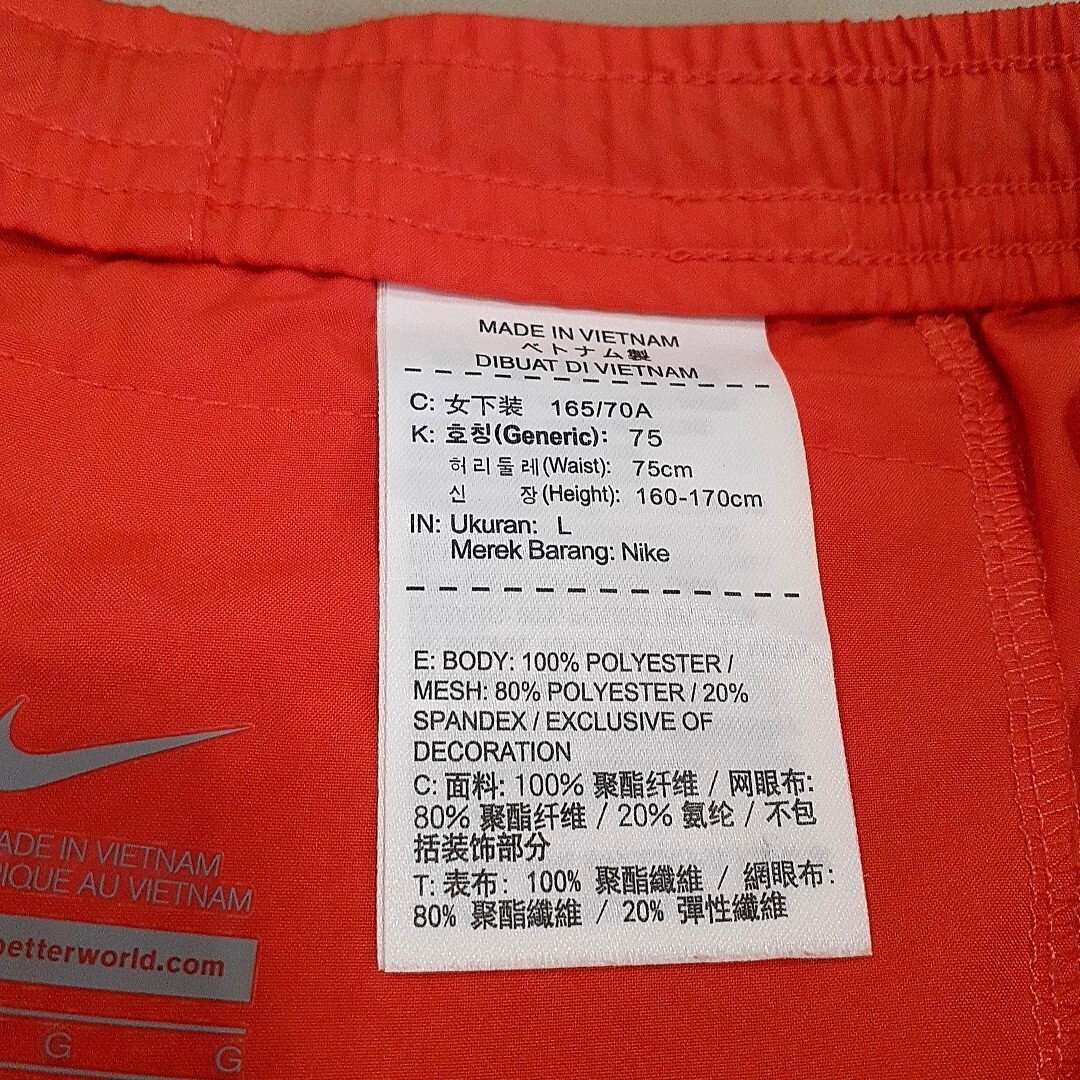 MADE IN VIETNAM
ベトナム製
DIBUAT DI VIETNAM
C: 女下装 165/70A
K: 호칭(Generic): 75
허리둘레(Waist): 75cm
신 장(Height): 160-170cm
IN: Ukuran: L
Merek Barang: Nike
E: BODY: 100% POLYESTER /
MESH: 80% POLYESTER / 20%
SPANDEX / EXCLUSIVE OF
DECORATION
C: 面料: 100% 聚酯纤维 / 网眼布:
80% 聚酯纤维 / 20% 氨纶 / 不包
括装饰部分
T: 表布: 100% 聚酯纖維 / 網眼布:
80% 聚酯纖維 / 20% 彈性纖維
ADE IN VIETNAM
RIQUE AU VIETNAM
betterworld.com
G G